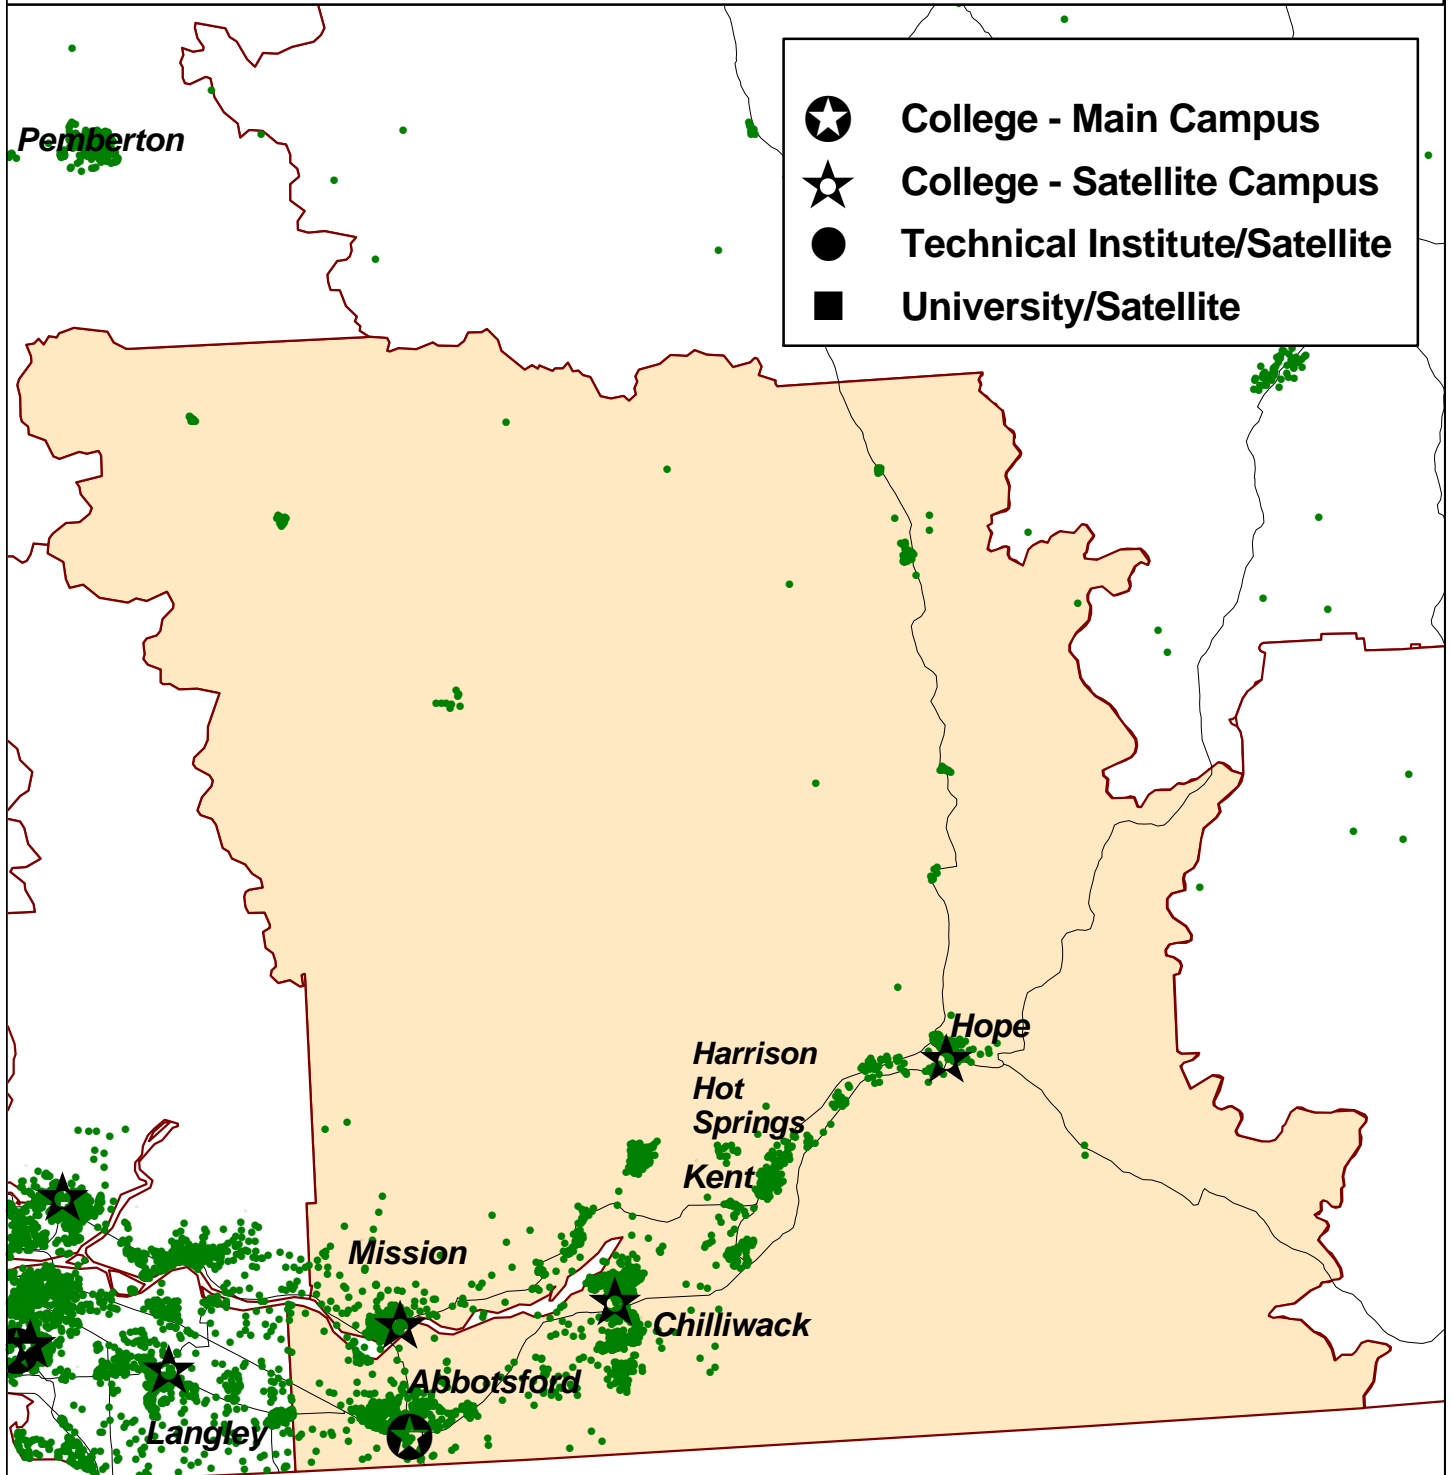 Pemberton
College - Main Campus
College - Satellite Campus
Technical Institute/Satellite
University/Satellite
Hope
Harrison
Hot
Springs
Kent
Mission
Chilliwack
Abbotsford
Langley